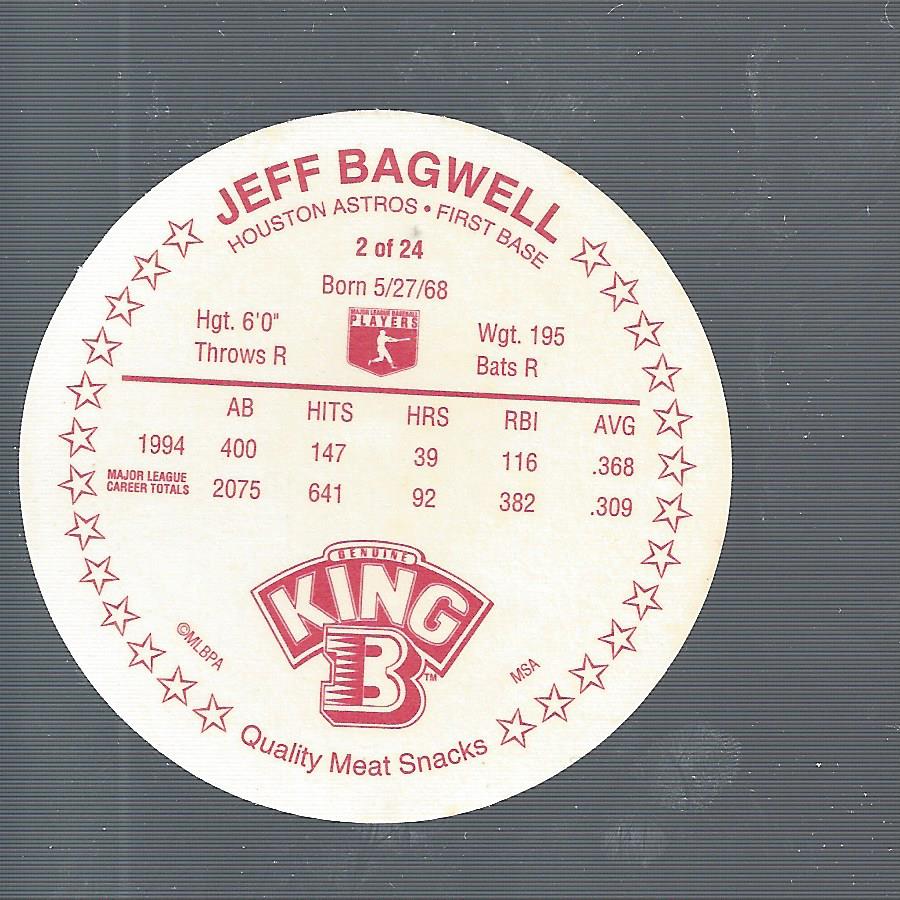 JEFF BAGWELL
HOUSTON ASTROS • FIRST BASE
2 of 24
Born 5/27/68
Hgt. 6'0" Wgt. 195
Throws R Bats R
MAJOR LEAGUE BASEBALL
PLAYERS
AB HITS HRS RBI AVG
1994 400 147 39 116 .368
MAJOR LEAGUE
CAREER TOTALS 2075 641 92 382 .309
GENUINE
KING
B™
©MLBPA
MSA
Quality Meat Snacks